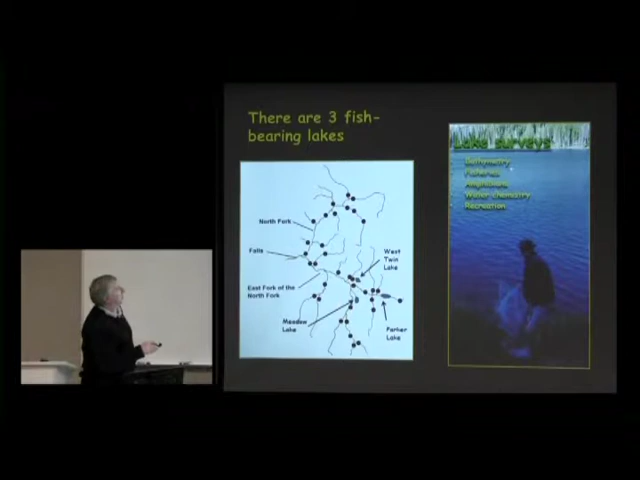 There are 3 fish-
bearing lakes
North Fork
Falls
East Fork of the
North Fork
Meadow
Lake
West
Twin
Lake
Parker
Lake
Lake surveys
Bathymetry
Fisheries
Amphibians
Water chemistry
Recreation